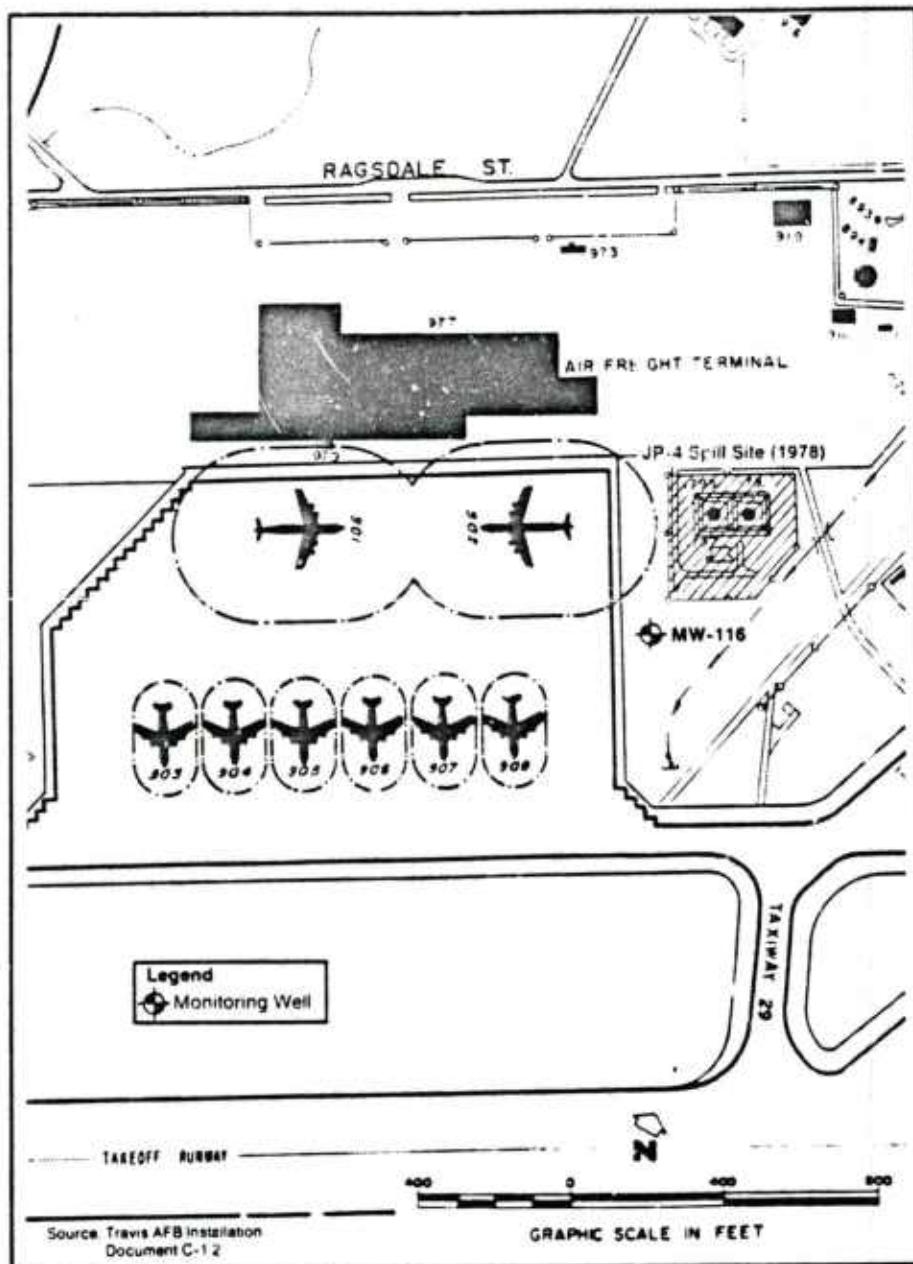 RAGSDALE ST.
973
977
AIR FREIGHT TERMINAL
JP-4 Spill Site (1978)
901
902
MW-116
903 904 905 906 907 908
TAXIWAY 29
Legend
Monitoring Well
N
TAKEOFF RUNWAY
400 0 400 800
GRAPHIC SCALE IN FEET
Source: Travis AFB Installation
Document C-1.2